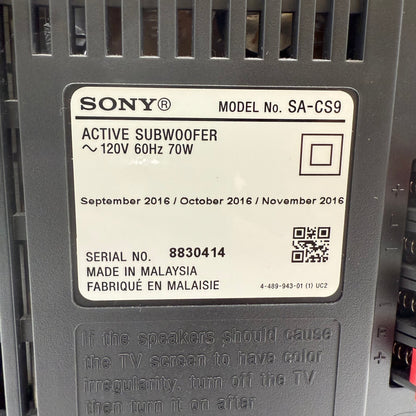 SONY® MODEL No. SA-CS9
ACTIVE SUBWOOFER
~ 120V 60Hz 70W
September 2016 / October 2016 / November 2016
SERIAL NO. 8830414
MADE IN MALAYSIA
FABRIQUÉ EN MALAISIE
4-489-943-01 (1) UC2
If the speakers should cause
the TV screen to have color
irregularity, turn off the TV
then turn it on after
+